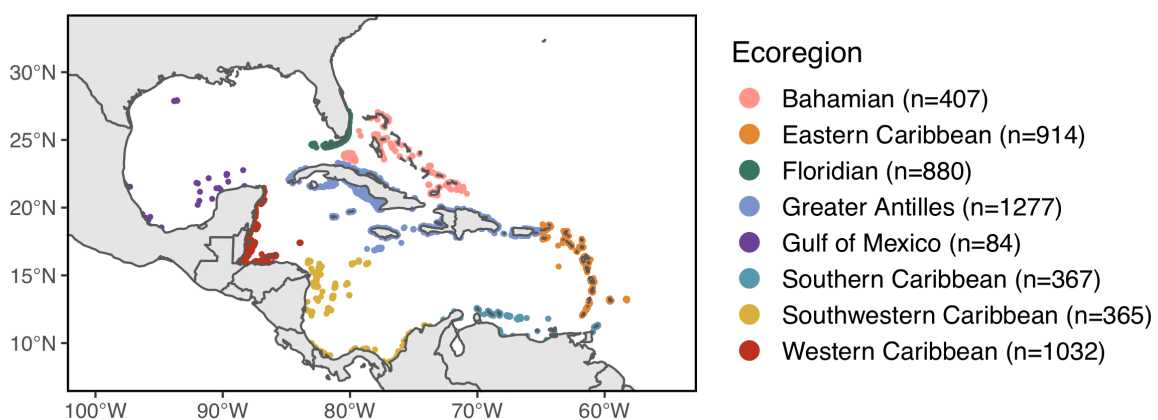 30°N
25°N
20°N
15°N
10°N
100°W 90°W 80°W 70°W 60°W
Ecoregion
Bahamian (n=407)
Eastern Caribbean (n=914)
Floridian (n=880)
Greater Antilles (n=1277)
Gulf of Mexico (n=84)
Southern Caribbean (n=367)
Southwestern Caribbean (n=365)
Western Caribbean (n=1032)